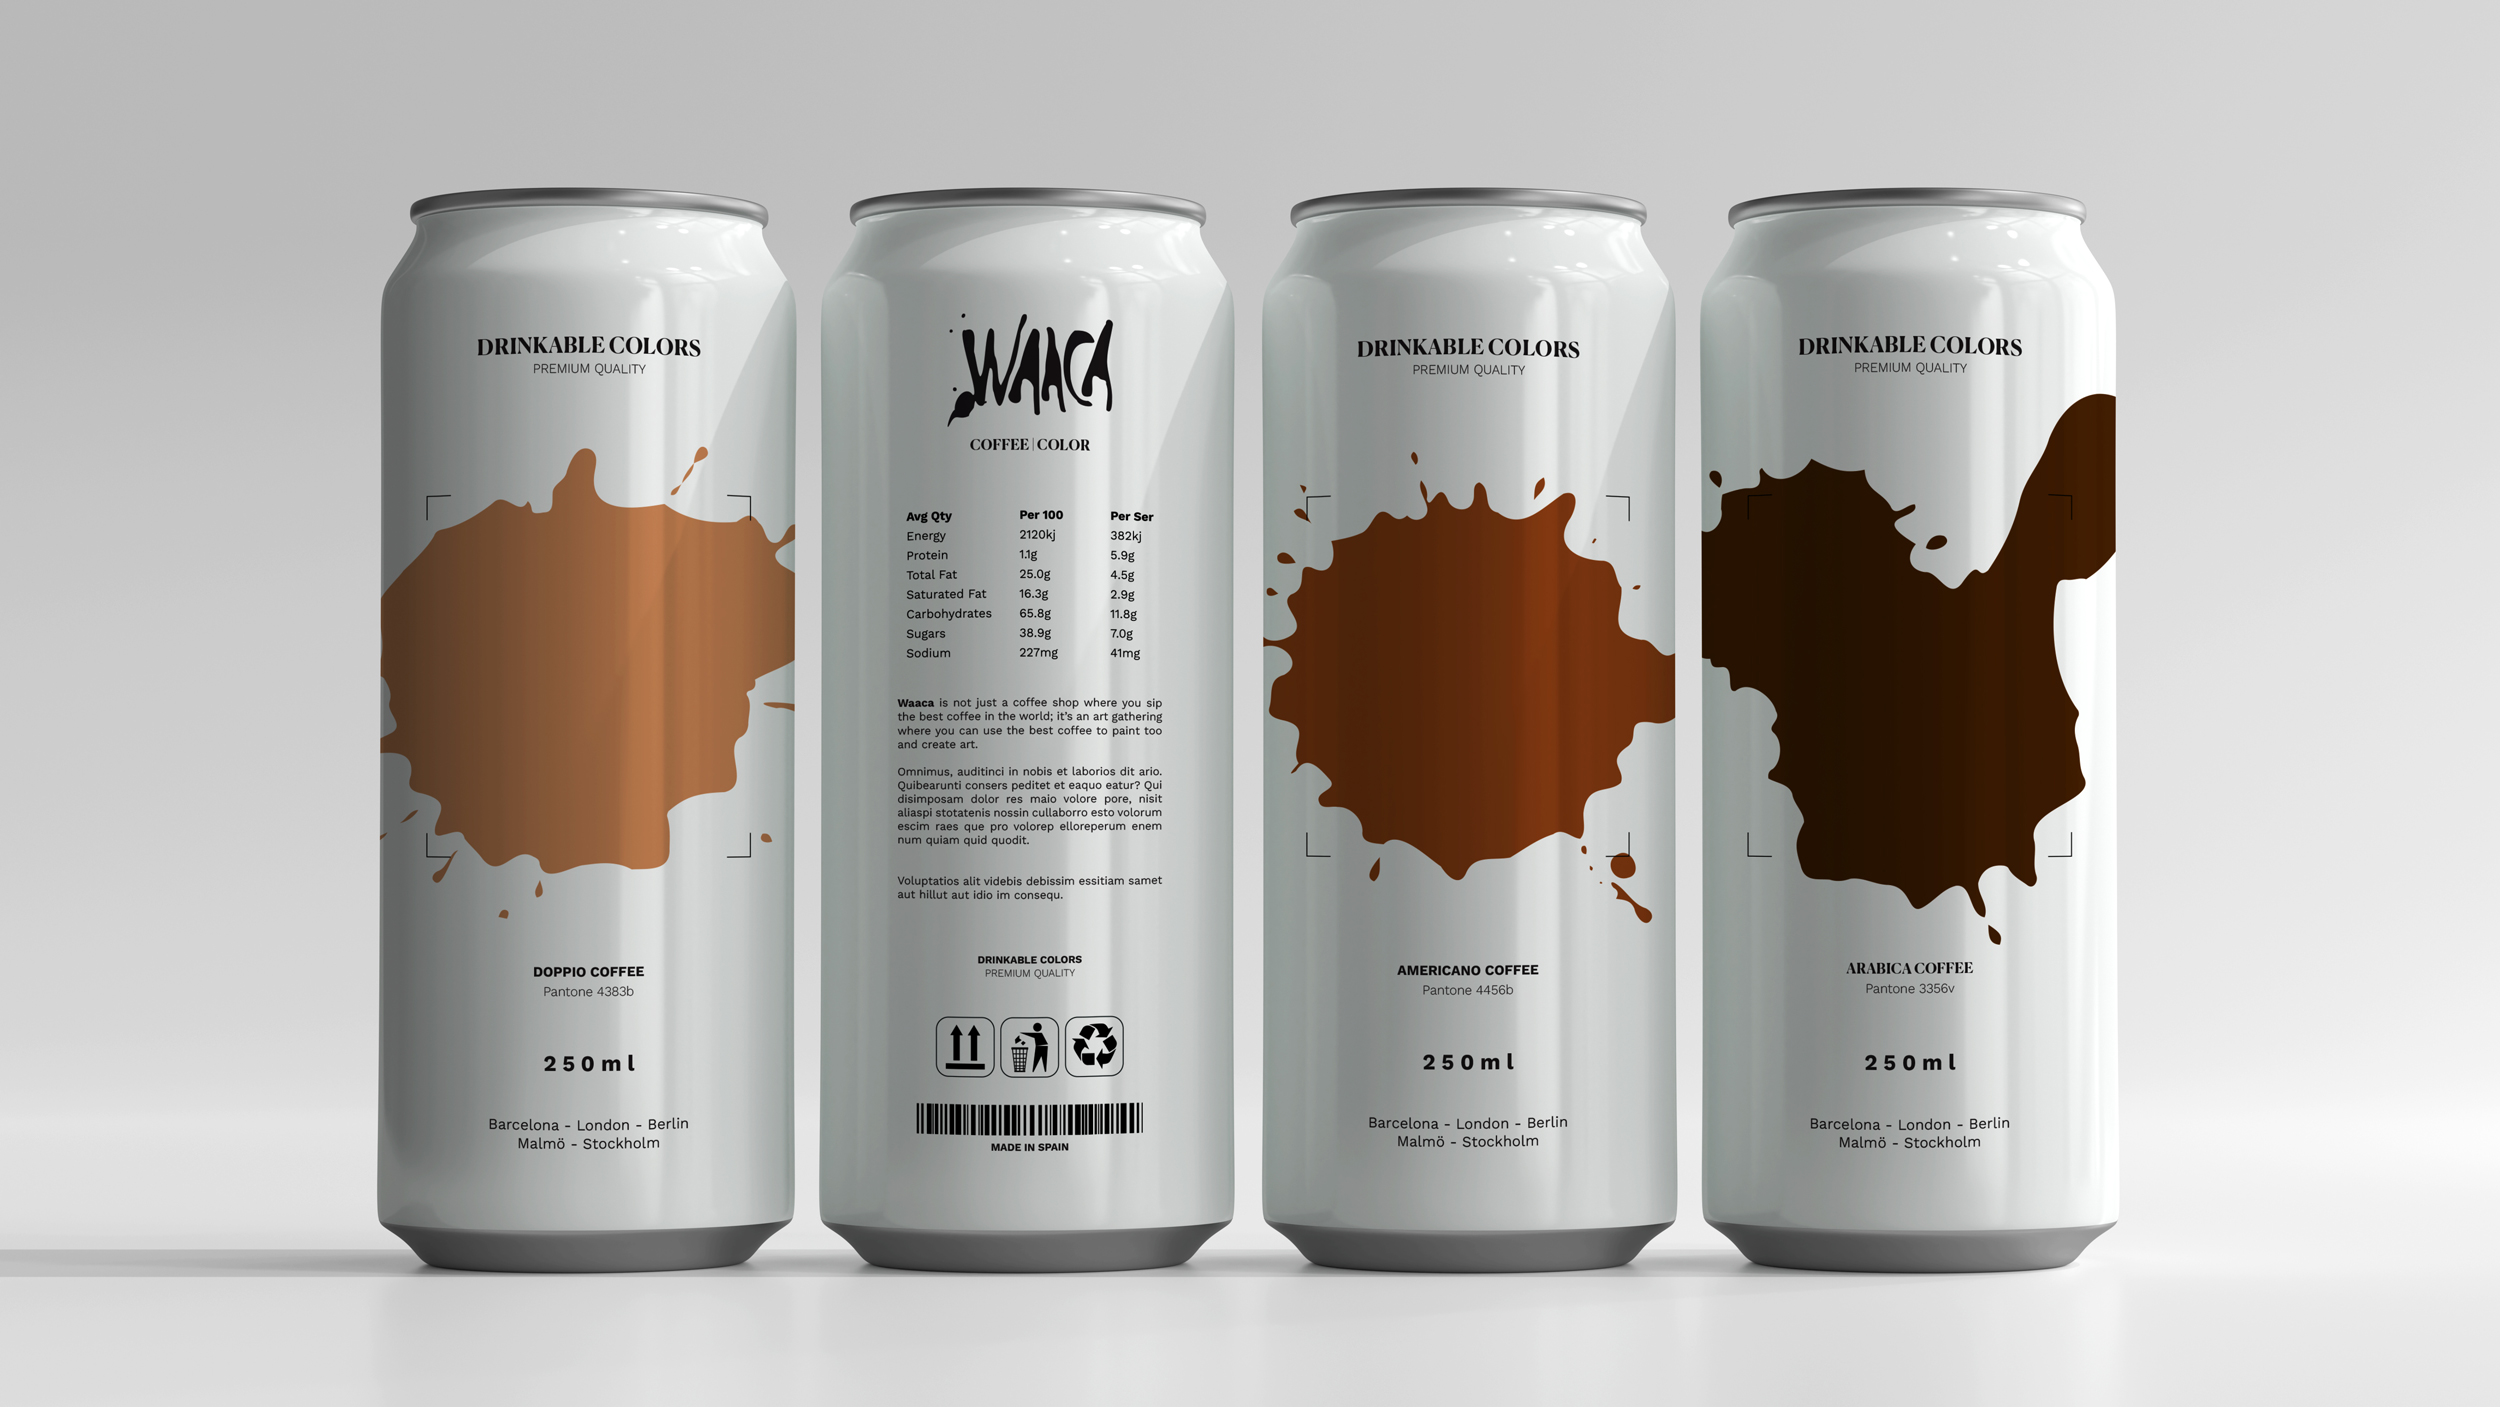 DRINKABLE COLORS
PREMIUM QUALITY
DOPPIO COFFEE
Pantone 4383b
250ml
Barcelona - London - Berlin
Malmö - Stockholm
WAACA
COFFEE | COLOR
Avg Qty Per 100 Per Ser
Energy 2120kj 382kj
Protein 1.1g 5.9g
Total Fat 25.0g 4.5g
Saturated Fat 16.3g 2.9g
Carbohydrates 65.8g 11.8g
Sugars 38.9g 7.0g
Sodium 227mg 41mg
Waaca is not just a coffee shop where you sip
the best coffee in the world; it's an art gathering
where you can use the best coffee to paint too
and create art.
Omnimus, auditinci in nobis et laborios dit ario.
Quibearunti consers peditet et eaquo eatur? Qui
disimposam dolor res maio volore pore, nisit
aliaspi stotatenis nossin cullaborro esto volorum
escim raes que pro volorep elloreperum enem
num quiam quid quodit.
Voluptatios alit videbis debissim essitiam samet
aut hillut aut idio im consequ.
DRINKABLE COLORS
PREMIUM QUALITY
MADE IN SPAIN
DRINKABLE COLORS
PREMIUM QUALITY
AMERICANO COFFEE
Pantone 4456b
250ml
Barcelona - London - Berlin
Malmö - Stockholm
DRINKABLE COLORS
PREMIUM QUALITY
ARABICA COFFEE
Pantone 3356v
250ml
Barcelona - London - Berlin
Malmö - Stockholm